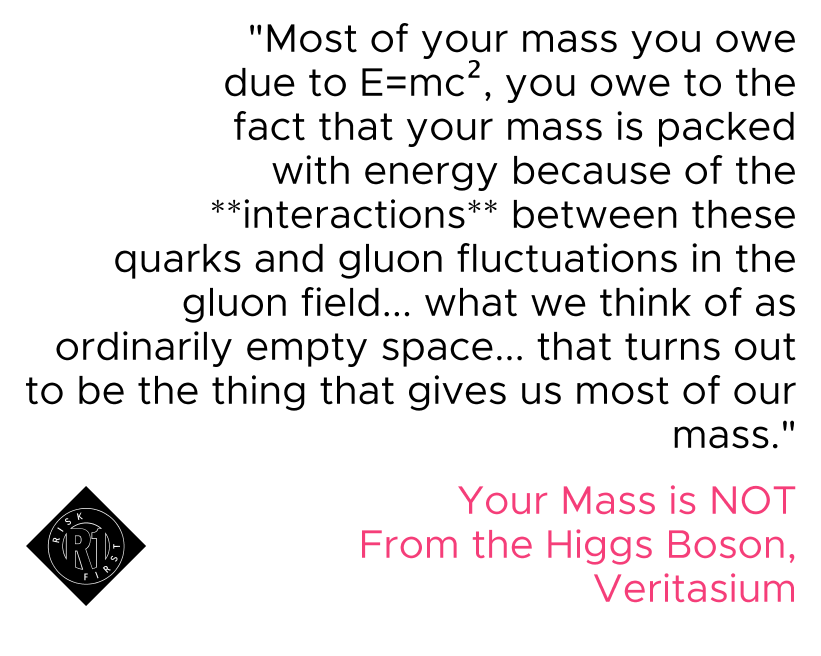 "Most of your mass you owe
due to E=mc², you owe to the
fact that your mass is packed
with energy because of the
**interactions** between these
quarks and gluon fluctuations in the
gluon field... what we think of as
ordinarily empty space... that turns out
to be the thing that gives us most of our
mass."
Your Mass is NOT
From the Higgs Boson,
Veritasium
RISK
R1
FIRST